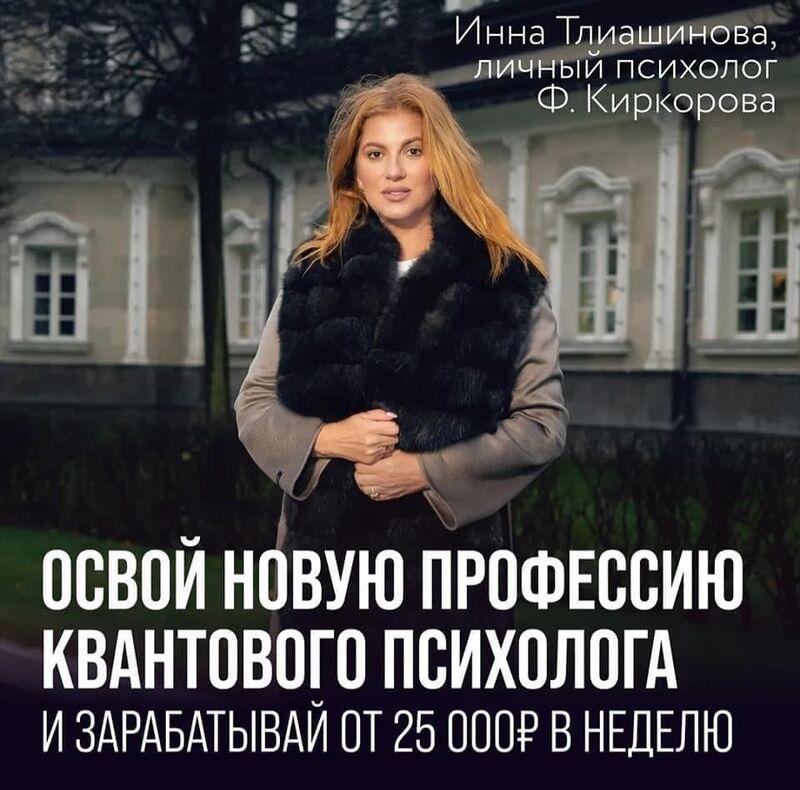 Инна Тлиашинова,
личный психолог
Ф. Киркорова
ОСВОЙ НОВУЮ ПРОФЕССИЮ
КВАНТОВОГО ПСИХОЛОГА
И ЗАРАБАТЫВАЙ ОТ 25 000₽ В НЕДЕЛЮ